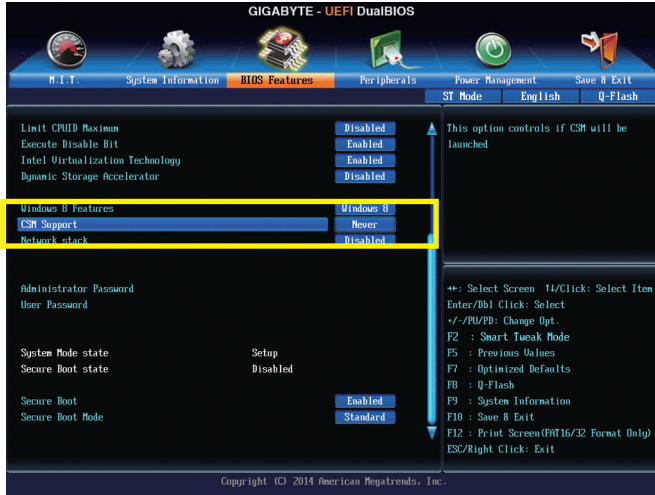 GIGABYTE - UEFI DualBIOS
M.I.T. System Information BIOS Features Peripherals Power Management Save & Exit
ST Mode English Q-Flash
Limit CPUID Maximum Disabled
Execute Disable Bit Enabled
Intel Virtualization Technology Enabled
Dynamic Storage Accelerator Disabled
Windows 8 Features Windows 8
CSM Support Never
Network stack Disabled
Administrator Password
User Password
System Mode state Setup
Secure Boot state Disabled
Secure Boot Enabled
Secure Boot Mode Standard
This option controls if CSM will be
launched
→←: Select Screen ↑↓/Click: Select Item
Enter/Dbl Click: Select
+/-/PU/PD: Change Opt.
F2 : Smart Tweak Mode
F5 : Previous Values
F7 : Optimized Defaults
F8 : Q-Flash
F9 : System Information
F10 : Save & Exit
F12 : Print Screen(FAT16/32 Format Only)
ESC/Right Click: Exit
Copyright (C) 2014 American Megatrends, Inc.